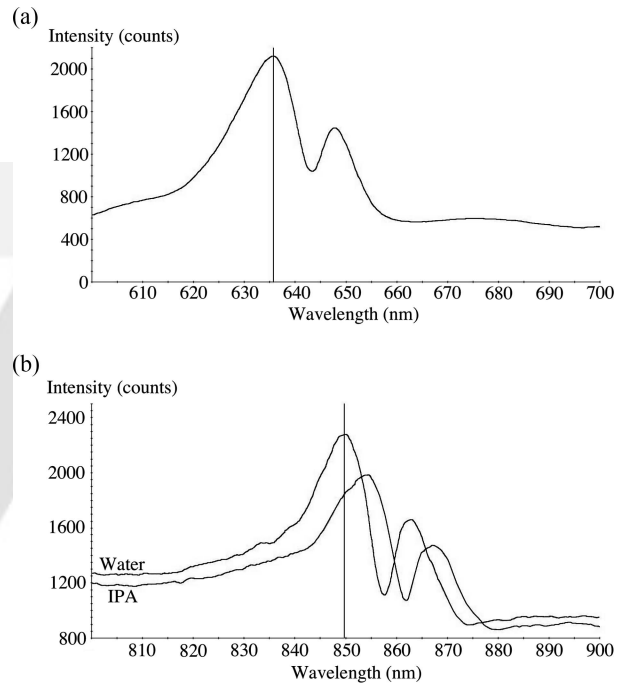 (a)
Intensity (counts)
2000
1600
1200
800
400
0
610 620 630 640 650 660 670 680 690 700
Wavelength (nm)
(b)
Intensity (counts)
2400
2000
1600
Water
1200
IPA
800
810 820 830 840 850 860 870 880 890 900
Wavelength (nm)